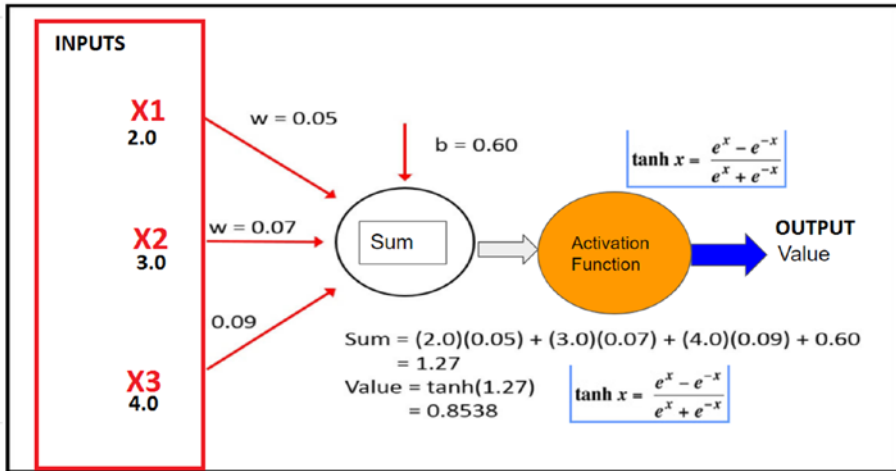 INPUTS
X1
2.0
w = 0.05
b = 0.60
tanh x = (e^x − e^−x) / (e^x + e^−x)
X2
3.0
w = 0.07
Sum
Activation
Function
OUTPUT
Value
0.09
X3
4.0
Sum = (2.0)(0.05) + (3.0)(0.07) + (4.0)(0.09) + 0.60
= 1.27
Value = tanh(1.27)
= 0.8538
tanh x = (e^x − e^−x) / (e^x + e^−x)